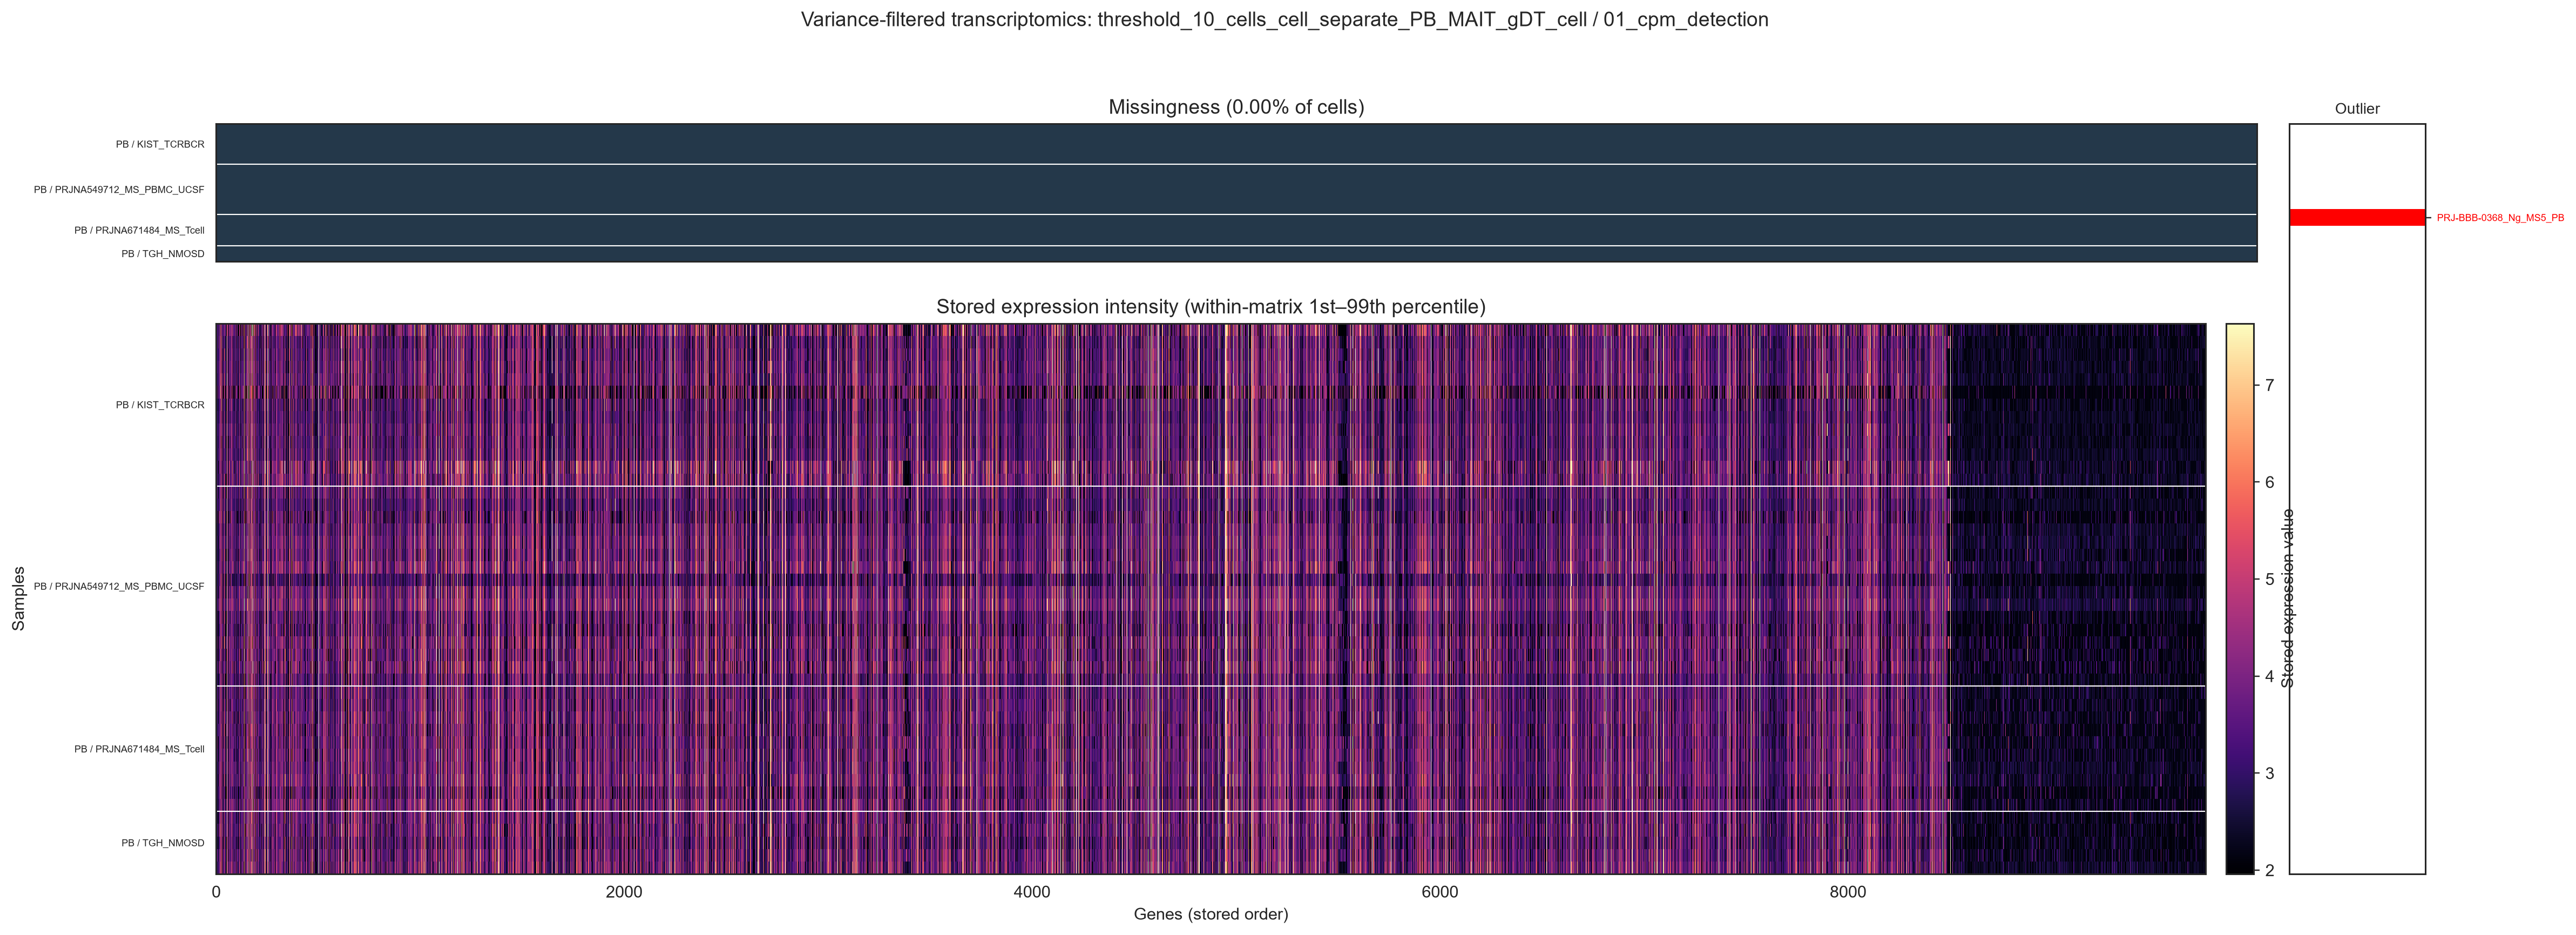 Variance-filtered transcriptomics: threshold_10_cells_cell_separate_PB_MAIT_gDT_cell / 01_cpm_detection
Missingness (0.00% of cells)
Outlier
PB / KIST_TCRBCR
PB / PRJNA549712_MS_PBMC_UCSF
PB / PRJNA671484_MS_Tcell
PB / TGH_NMOSD
PRJ-BBB-0368_Ng_MS5_PB
Stored expression intensity (within-matrix 1st–99th percentile)
Samples
PB / KIST_TCRBCR
PB / PRJNA549712_MS_PBMC_UCSF
PB / PRJNA671484_MS_Tcell
PB / TGH_NMOSD
7
6
5
4
3
2
Stored expression value
0
2000
4000
6000
8000
Genes (stored order)